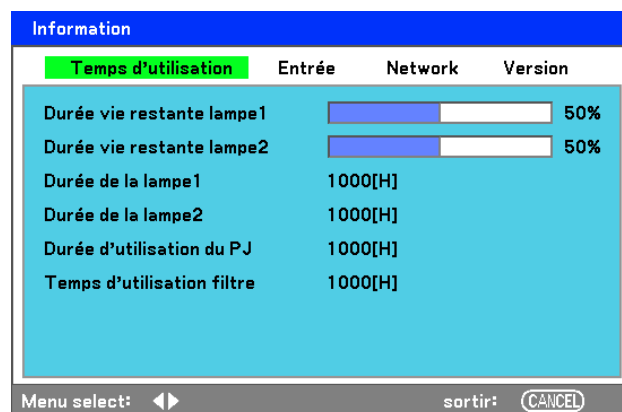 Information
Temps d'utilisation Entrée Network Version
Durée vie restante lampe1 50%
Durée vie restante lampe2 50%
Durée de la lampe1 1000[H]
Durée de la lampe2 1000[H]
Durée d'utilisation du PJ 1000[H]
Temps d'utilisation filtre 1000[H]
Menu select: ◀▶ sortir: CANCEL